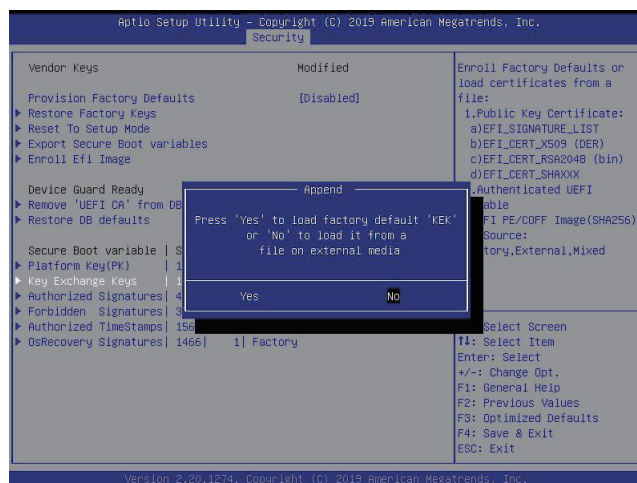 Aptio Setup Utility – Copyright (C) 2019 American Megatrends, Inc.
Security
Vendor Keys Modified
Provision Factory Defaults [Disabled]
Restore Factory Keys
Reset To Setup Mode
Export Secure Boot variables
Enroll Efi Image
Device Guard Ready
Remove 'UEFI CA' from DB
Restore DB defaults
Secure Boot variable | S
Platform Key(PK) | 1
Key Exchange Keys | 1
Authorized Signatures| 4
Forbidden Signatures| 3
Authorized TimeStamps| 156
OsRecovery Signatures| 1466| 1| Factory
Append
Press 'Yes' to load factory default 'KEK'
or 'No' to load it from a
file on external media
Yes No
Enroll Factory Defaults or
load certificates from a
file:
1.Public Key Certificate:
a)EFI_SIGNATURE_LIST
b)EFI_CERT_X509 (DER)
c)EFI_CERT_RSA2048 (bin)
d)EFI_CERT_SHAXXX
.Authenticated UEFI
able
FI PE/COFF Image(SHA256)
Source:
tory,External,Mixed
Select Screen
↑↓: Select Item
Enter: Select
+/-: Change Opt.
F1: General Help
F2: Previous Values
F3: Optimized Defaults
F4: Save & Exit
ESC: Exit
Version 2.20.1274. Copyright (C) 2019 American Megatrends, Inc.